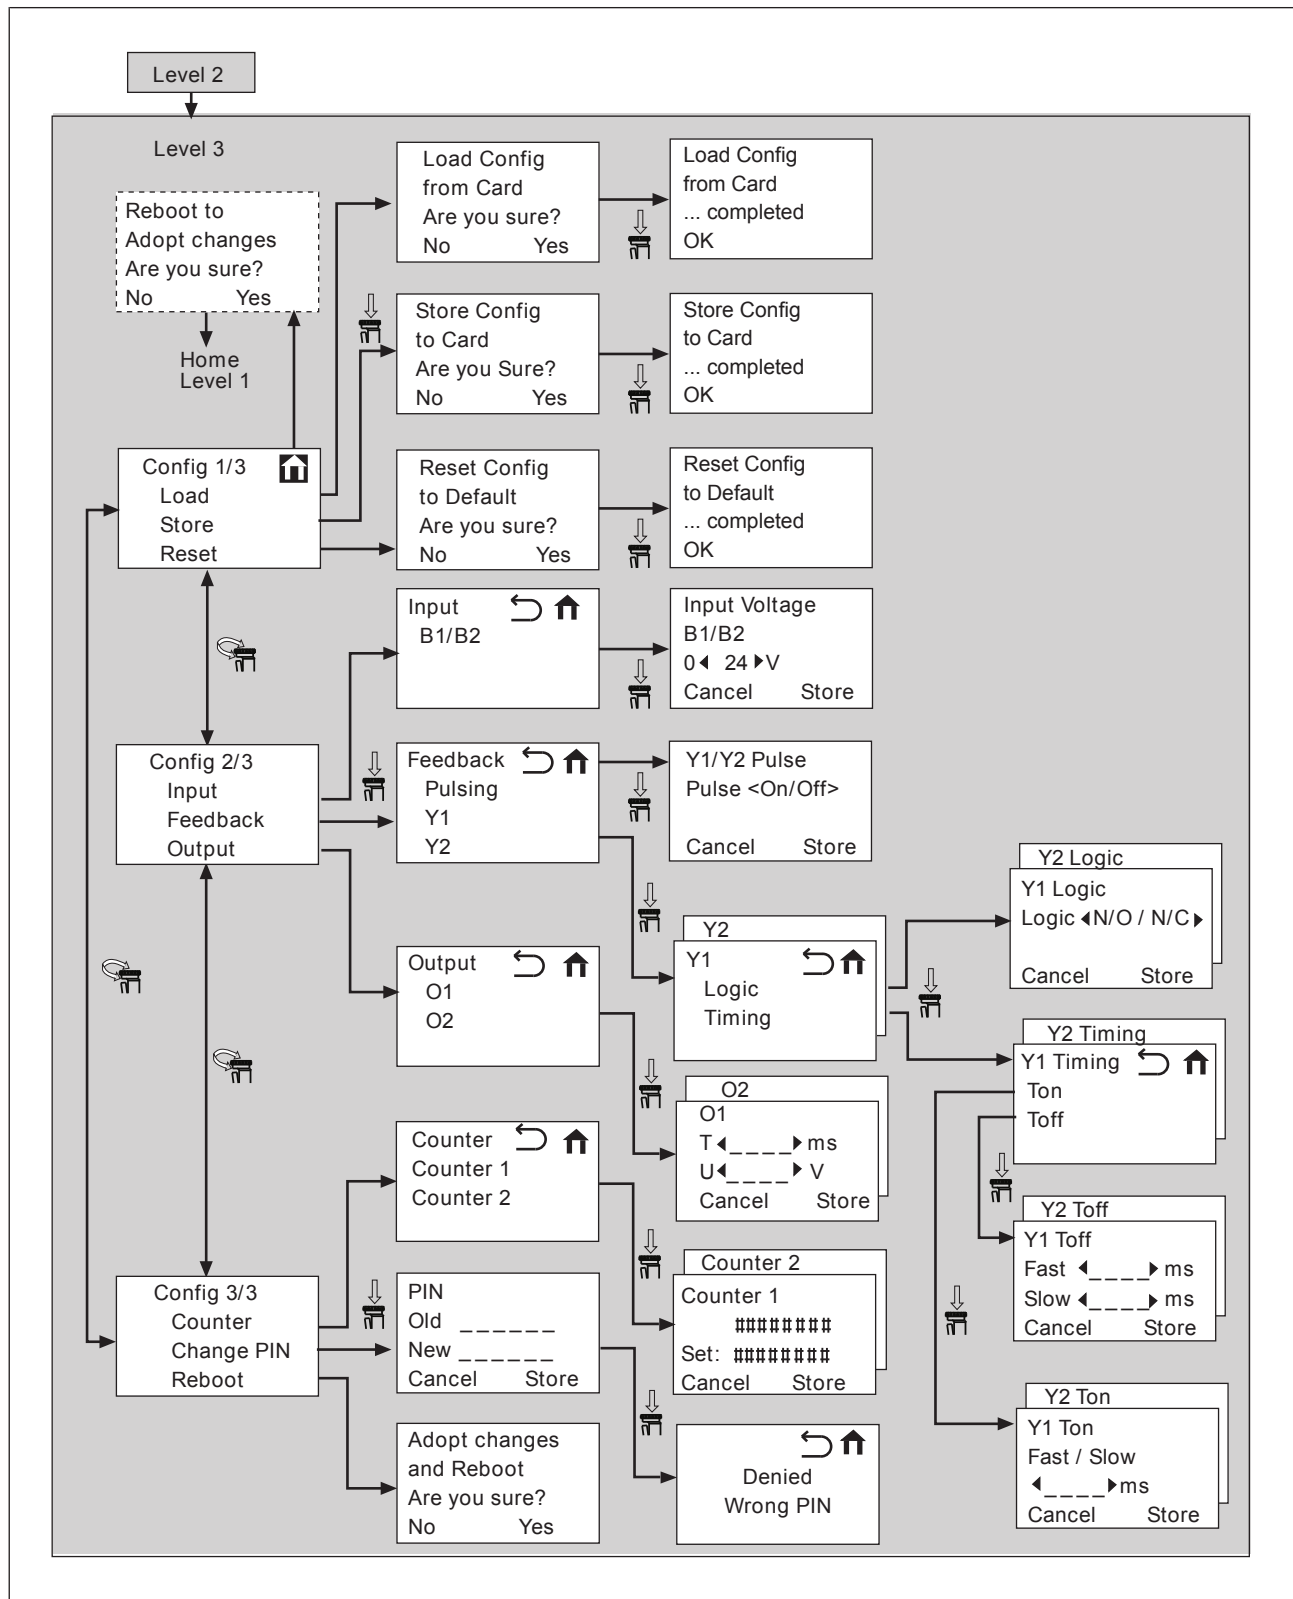 Level 2
Level 3
Reboot to
Adopt changes
Are you sure?
No Yes
Home
Level 1
Load Config
from Card
Are you sure?
No Yes
Load Config
from Card
... completed
OK
Store Config
to Card
Are you Sure?
No Yes
Store Config
to Card
... completed
OK
Config 1/3
Load
Store
Reset
Reset Config
to Default
Are you sure?
No Yes
Reset Config
to Default
... completed
OK
Input
B1/B2
Input Voltage
B1/B2
0◀ 24▶V
Cancel Store
Config 2/3
Input
Feedback
Output
Feedback
Pulsing
Y1
Y2
Y1/Y2 Pulse
Pulse <On/Off>
Cancel Store
Y2 Logic
Y1 Logic
Logic ◀N/O / N/C▶
Cancel Store
Y2
Y1
Logic
Timing
Output
O1
O2
Y2 Timing
Y1 Timing
Ton
Toff
O2
O1
T◀____▶ms
U◀____▶ V
Cancel Store
Counter
Counter 1
Counter 2
Y2 Toff
Y1 Toff
Fast ◀____▶ms
Slow ◀____▶ms
Cancel Store
Counter 2
Counter 1
########
Set: ########
Cancel Store
Config 3/3
Counter
Change PIN
Reboot
PIN
Old ______
New ______
Cancel Store
Y2 Ton
Y1 Ton
Fast / Slow
◀____▶ms
Cancel Store
Adopt changes
and Reboot
Are you sure?
No Yes
Denied
Wrong PIN